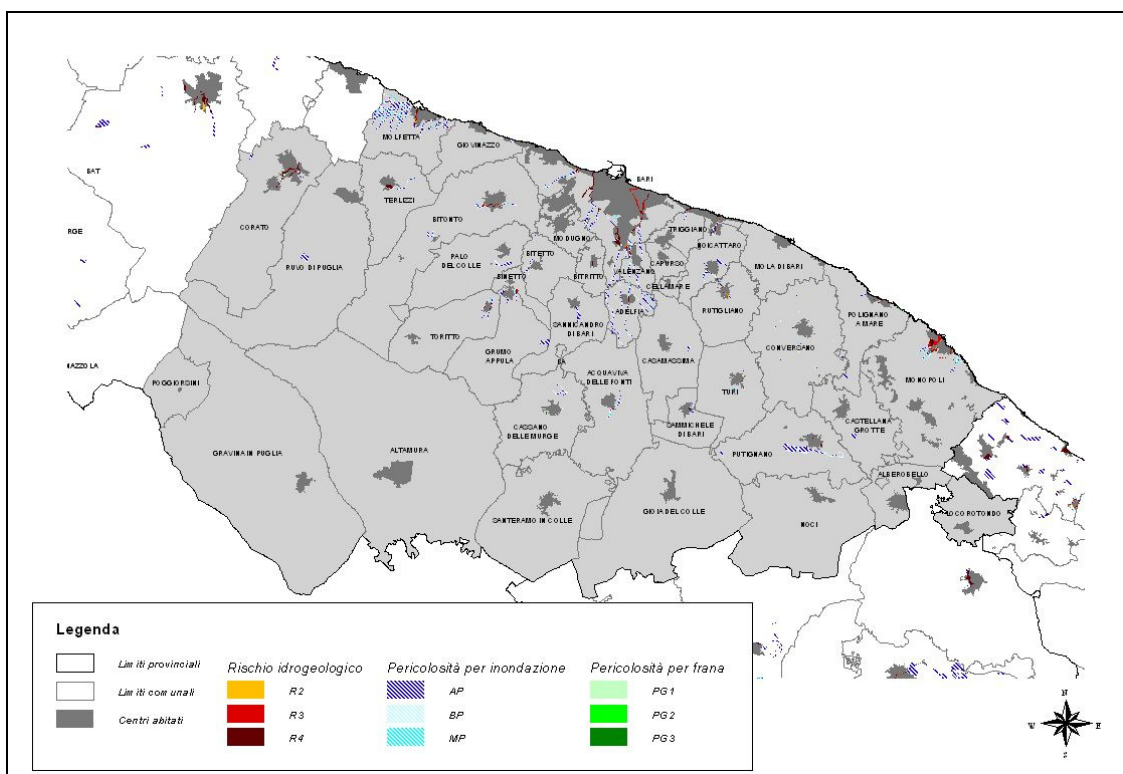 MOLFETTA
GIOVINAZZO
BARI
BAT
TERLIZZI
CORATO
BITONTO
RUVO DI PUGLIA
MODUGNO
TRIGGIANO
NOICATTARO
PALO
DEL COLLE
BITETTO
BINETTO
BITRITTO
VALENZANO
CAPURSO
CELLAMARE
MOLA DI BARI
RUTIGLIANO
ADELFIA
SANNICANDRO
DI BARI
TORITTO
GRUMO
APPULA
BA
CASAMASSIMA
CONVERSANO
POLIGNANO
A MARE
MONOPOLI
POGGIORSINI
ACQUAVIVA
DELLE FONTI
TURI
CASSANO
DELLE MURGE
SAMMICHELE
DI BARI
CASTELLANA
GROTTE
GRAVINA IN PUGLIA
ALTAMURA
PUTIGNANO
ALBEROBELLO
SANTERAMO IN COLLE
GIOIA DEL COLLE
NOCI
LOCOROTONDO
Legenda
Limiti provinciali
Limiti comunali
Centri abitati
Rischio idrogeologico
R2
R3
R4
Pericolosità per inondazione
AP
BP
MP
Pericolosità per frana
PG1
PG2
PG3
N
W
E
S